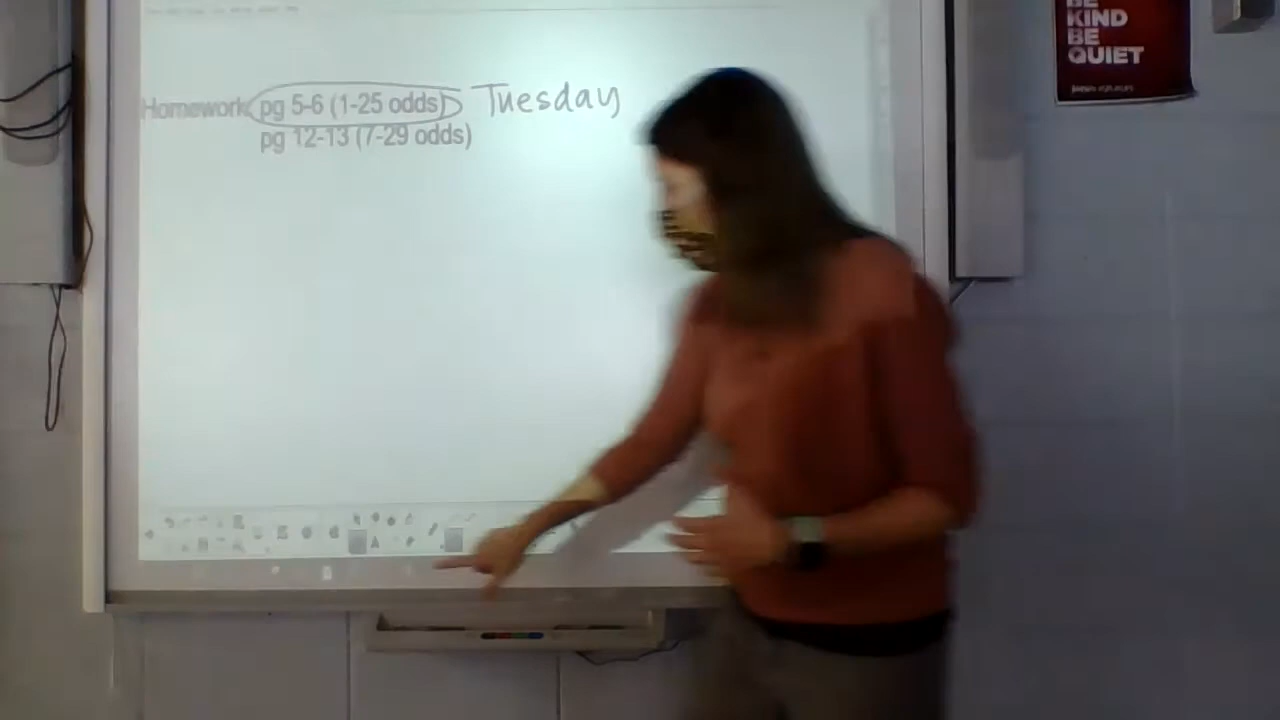 Homework pg 5-6 (1-25 odds) Tuesday
pg 12-13 (7-29 odds)
BE
KIND
BE
QUIET